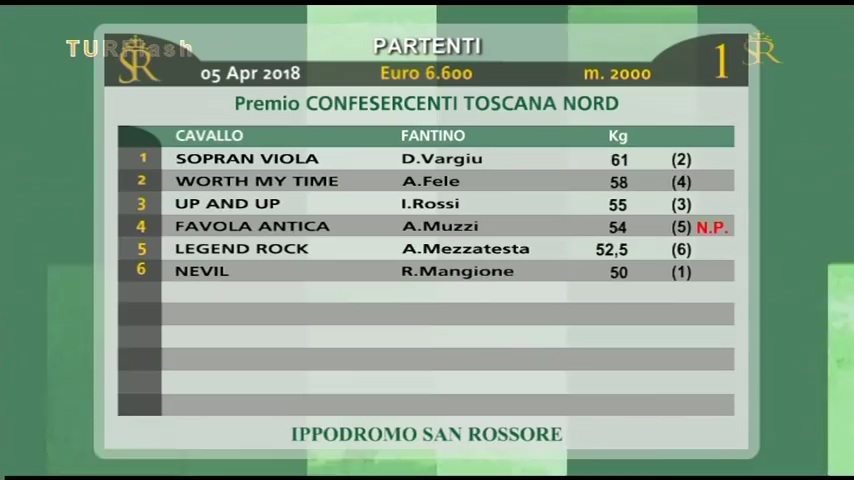 TURFlash
PARTENTI
SR 05 Apr 2018 Euro 6.600 m. 2000 1 SR
Premio CONFESERCENTI TOSCANA NORD
CAVALLO FANTINO Kg
1 SOPRAN VIOLA D.Vargiu 61 (2)
2 WORTH MY TIME A.Fele 58 (4)
3 UP AND UP I.Rossi 55 (3)
4 FAVOLA ANTICA A.Muzzi 54 (5) N.P.
5 LEGEND ROCK A.Mezzatesta 52,5 (6)
6 NEVIL R.Mangione 50 (1)
IPPODROMO SAN ROSSORE